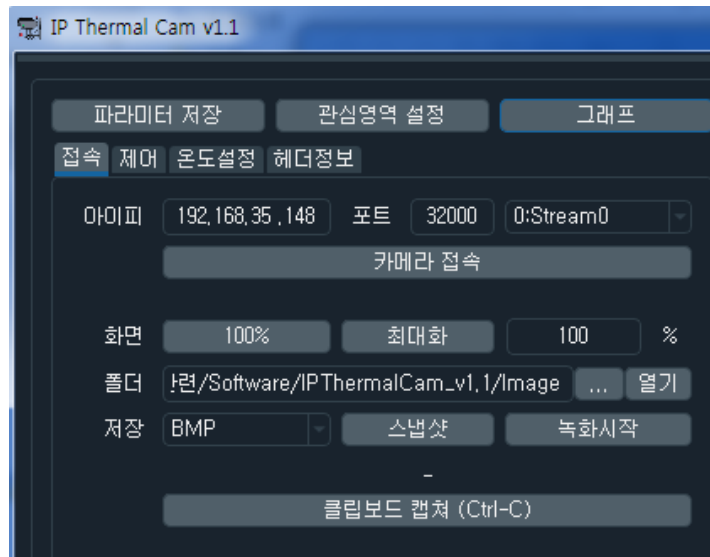 IP Thermal Cam v1.1
파라미터 저장 관심영역 설정 그래프
접속 제어 온도설정 헤더정보
아이피 192.168.35 .148 포트 32000 0:Stream0
카메라 접속
화면 100% 최대화 100 %
폴더 /Software/IPThermalCam_v1.1/Image ... 열기
저장 BMP 스냅샷 녹화시작
-
클립보드 캡쳐 (Ctrl-C)